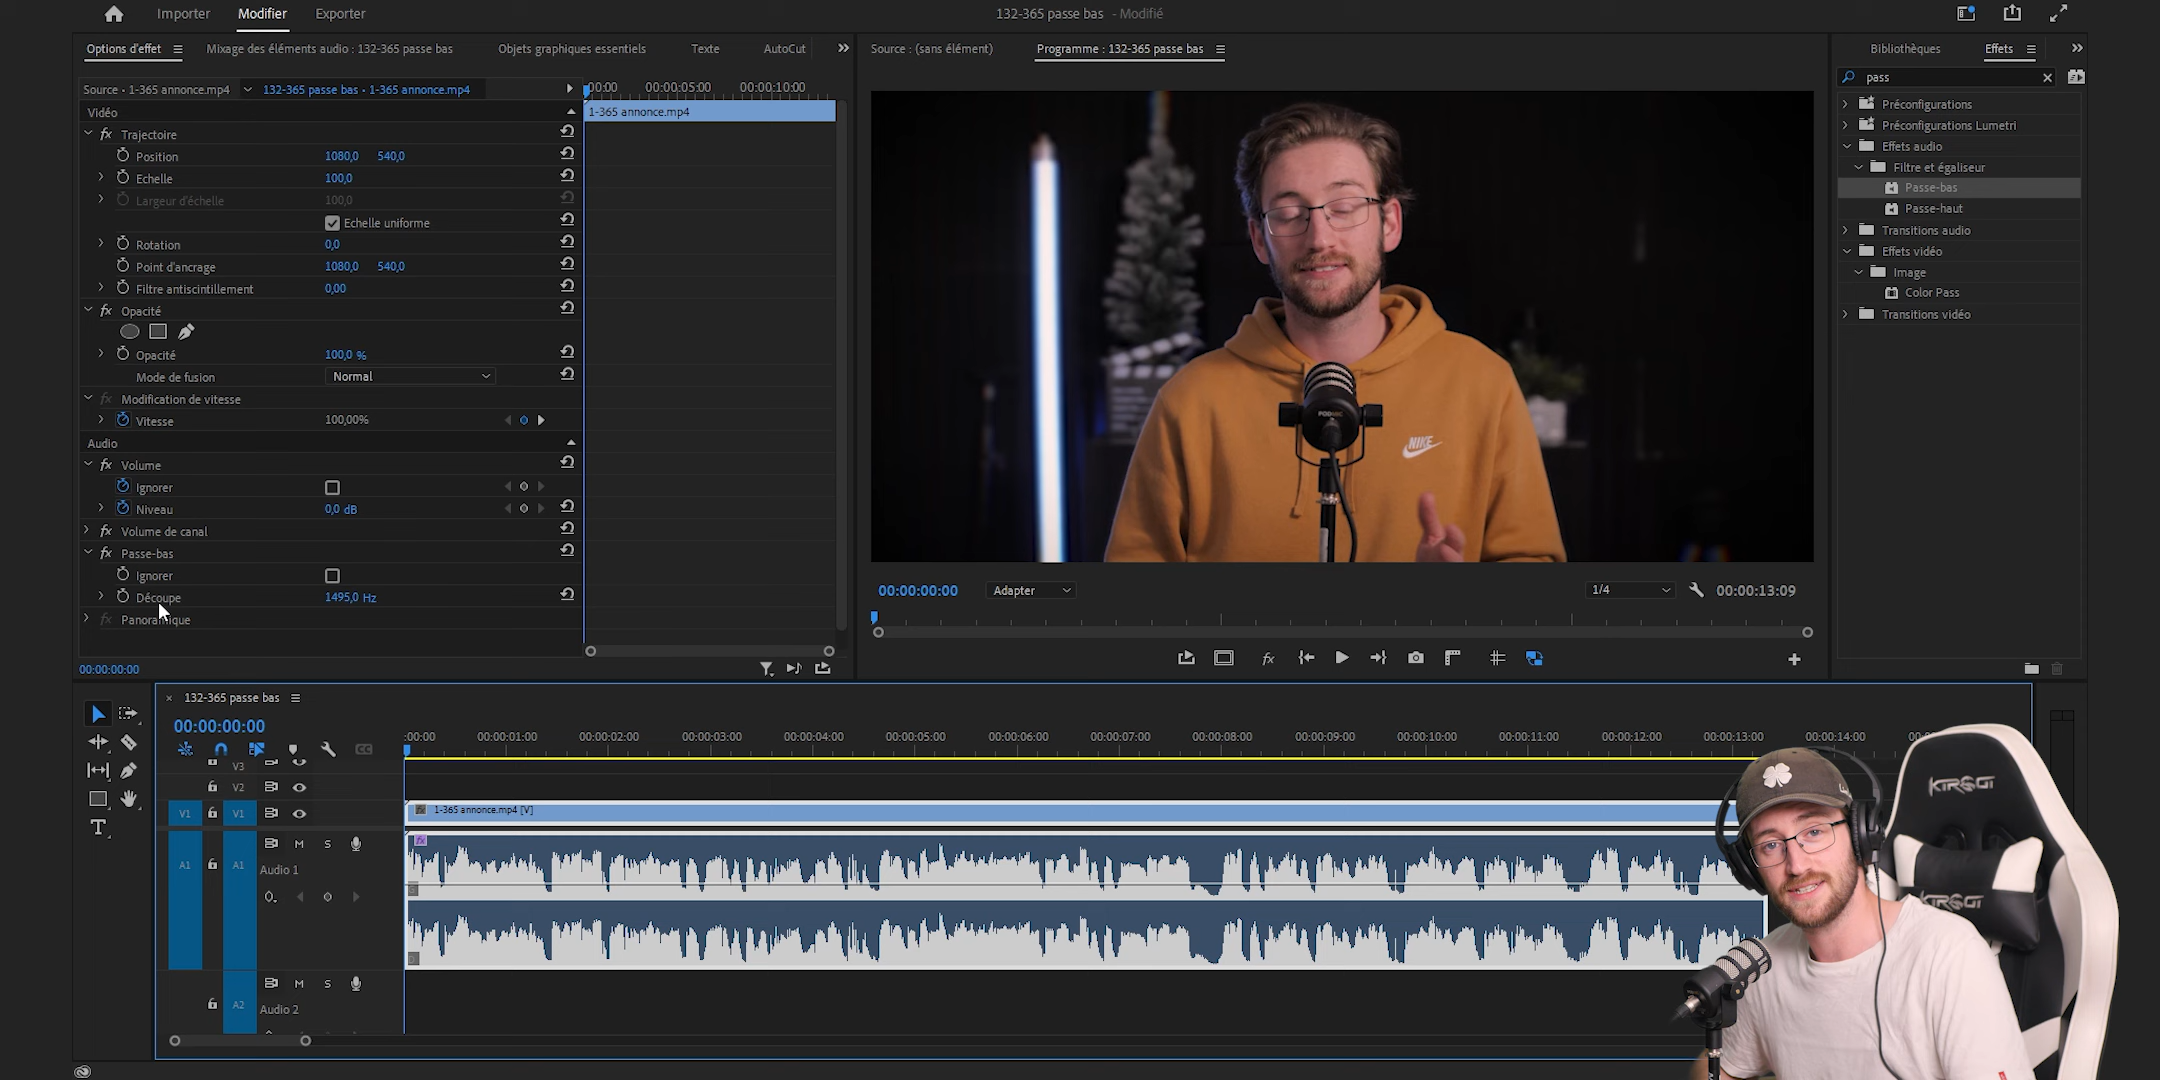 Importer Modifier Exporter
132-365 passe bas - Modifié
Options d'effet Mixage des éléments audio : 132-365 passe bas Objets graphiques essentiels Texte AutoCut
Source : (sans élément) Programme : 132-365 passe bas
Bibliothèques Effets
Source • 1-365 annonce.mp4 132-365 passe bas • 1-365 annonce.mp4
:00:00 00:00:05:00 00:00:10:00
Vidéo
1-365 annonce.mp4
Trajectoire
Position 1080,0 540,0
Echelle 100,0
Largeur d'échelle 100,0
Echelle uniforme
Rotation 0,0
Point d'ancrage 1080,0 540,0
Filtre antiscintillement 0,00
Opacité
Opacité 100,0 %
Mode de fusion Normal
Modification de vitesse
Vitesse 100,00%
Audio
Volume
Ignorer
Niveau 0,0 dB
Volume de canal
Passe-bas
Ignorer
Découpe 1495,0 Hz
Panoramique
00:00:00:00
PODMIC
NIKE
00:00:00:00 Adapter 1/4 00:00:13:09
pass
Préconfigurations
Préconfigurations Lumetri
Effets audio
Filtre et égaliseur
Passe-bas
Passe-haut
Transitions audio
Effets vidéo
Image
Color Pass
Transitions vidéo
× 132-365 passe bas
00:00:00:00
:00:00 00:00:01:00 00:00:02:00 00:00:03:00 00:00:04:00 00:00:05:00 00:00:06:00 00:00:07:00 00:00:08:00 00:00:09:00 00:00:10:00 00:00:11:00 00:00:12:00 00:00:13:00 00:00:14:00
V3
V2
V1 V1
fx 1-365 annonce.mp4 [V]
A1 A1 M S
Audio 1
A2 M S
Audio 2
KIROGI
KIROGI